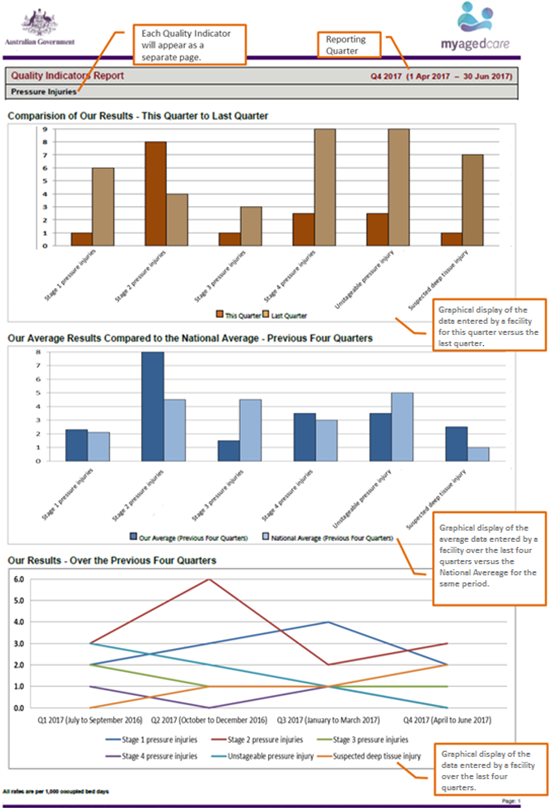 Each Quality Indicator
will appear as a
separate page.
Reporting
Quarter
Australian Government
myagedcare
Quality Indicators Report
Q4 2017 (1 Apr 2017 – 30 Jun 2017)
Pressure Injuries
Comparision of Our Results - This Quarter to Last Quarter
9
8
7
6
5
4
3
2
1
0
Stage 1 pressure injuries
Stage 2 pressure injuries
Stage 3 pressure injuries
Stage 4 pressure injuries
Unstageable pressure injury
Suspected deep tissue injury
This Quarter
Last Quarter
Graphical display of the
data entered by a facility
for this quarter versus the
last quarter.
Our Average Results Compared to the National Average - Previous Four Quarters
8
7
6
5
4
3
2
1
0
Stage 1 pressure injuries
Stage 2 pressure injuries
Stage 3 pressure injuries
Stage 4 pressure injuries
Unstageable pressure injury
Suspected deep tissue injury
Our Average (Previous Four Quarters)
National Average (Previous Four Quarters)
Graphical display of the
average data entered by a
facility over the last four
quarters versus the
National Avereage for the
same period.
Our Results - Over the Previous Four Quarters
6.0
5.0
4.0
3.0
2.0
1.0
0.0
Q1 2017 (July to September 2016)
Q2 2017 (October to December 2016)
Q3 2017 (January to March 2017)
Q4 2017 (April to June 2017)
Stage 1 pressure injuries
Stage 2 pressure injuries
Stage 3 pressure injuries
Stage 4 pressure injuries
Unstageable pressure injury
Suspected deep tissue injury
Graphical display of the
data entered by a facility
over the last four
quarters.
All rates are per 1,000 occupied bed days
Page: 1